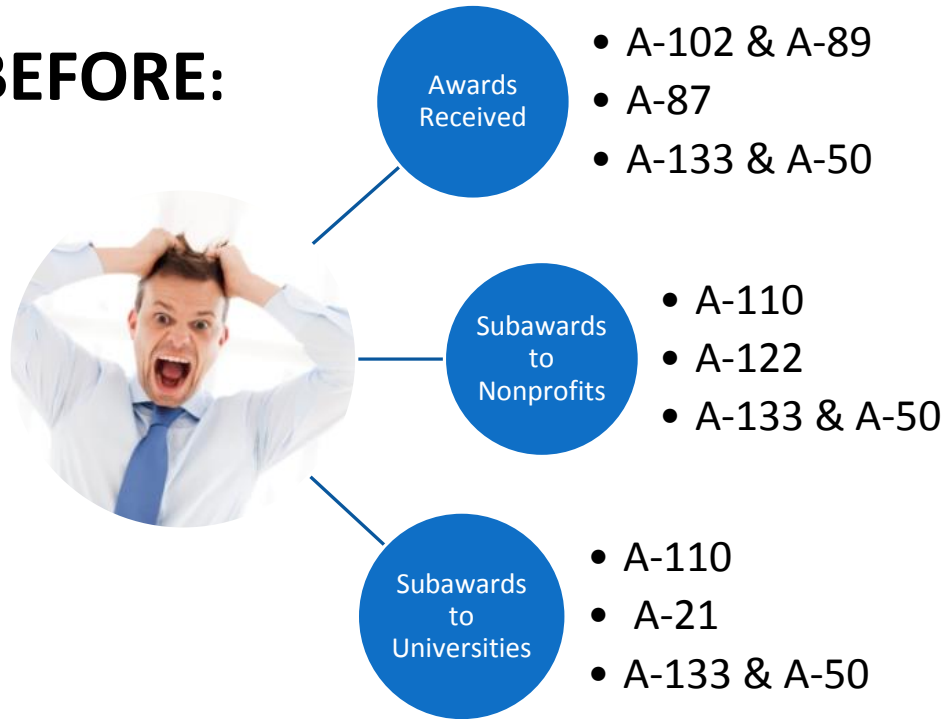 BEFORE:
Awards
Received
• A-102 & A-89
• A-87
• A-133 & A-50
Subawards
to
Nonprofits
• A-110
• A-122
• A-133 & A-50
Subawards
to
Universities
• A-110
• A-21
• A-133 & A-50